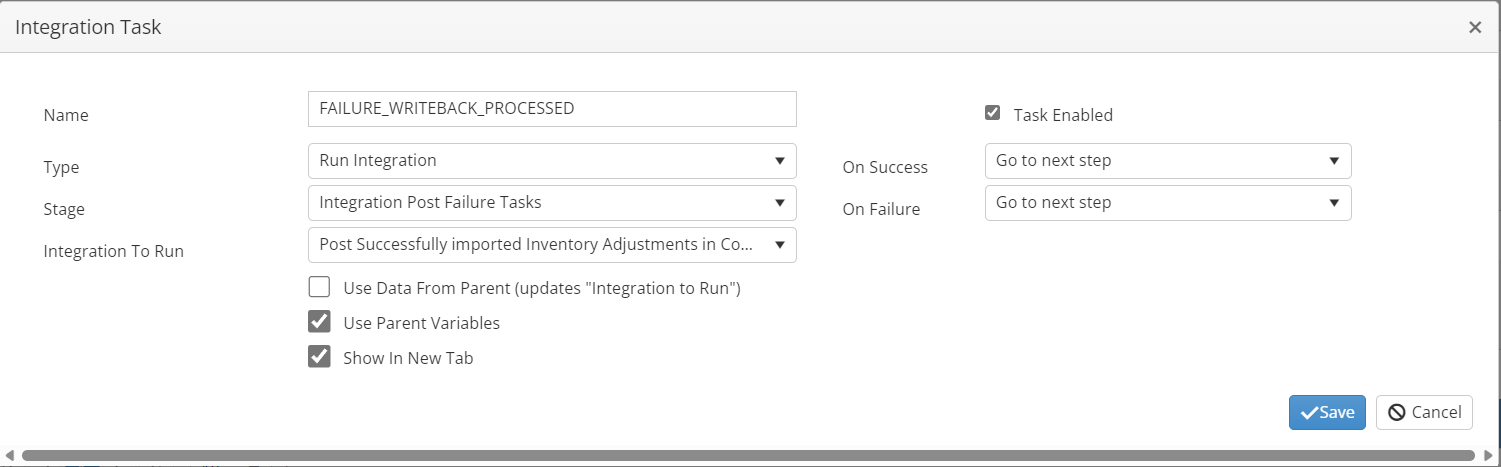 Integration Task
Name
FAILURE_WRITEBACK_PROCESSED
Task Enabled
Type
Run Integration
On Success
Go to next step
Stage
Integration Post Failure Tasks
On Failure
Go to next step
Integration To Run
Post Successfully imported Inventory Adjustments in Co...
Use Data From Parent (updates "Integration to Run")
Use Parent Variables
Show In New Tab
Save
Cancel